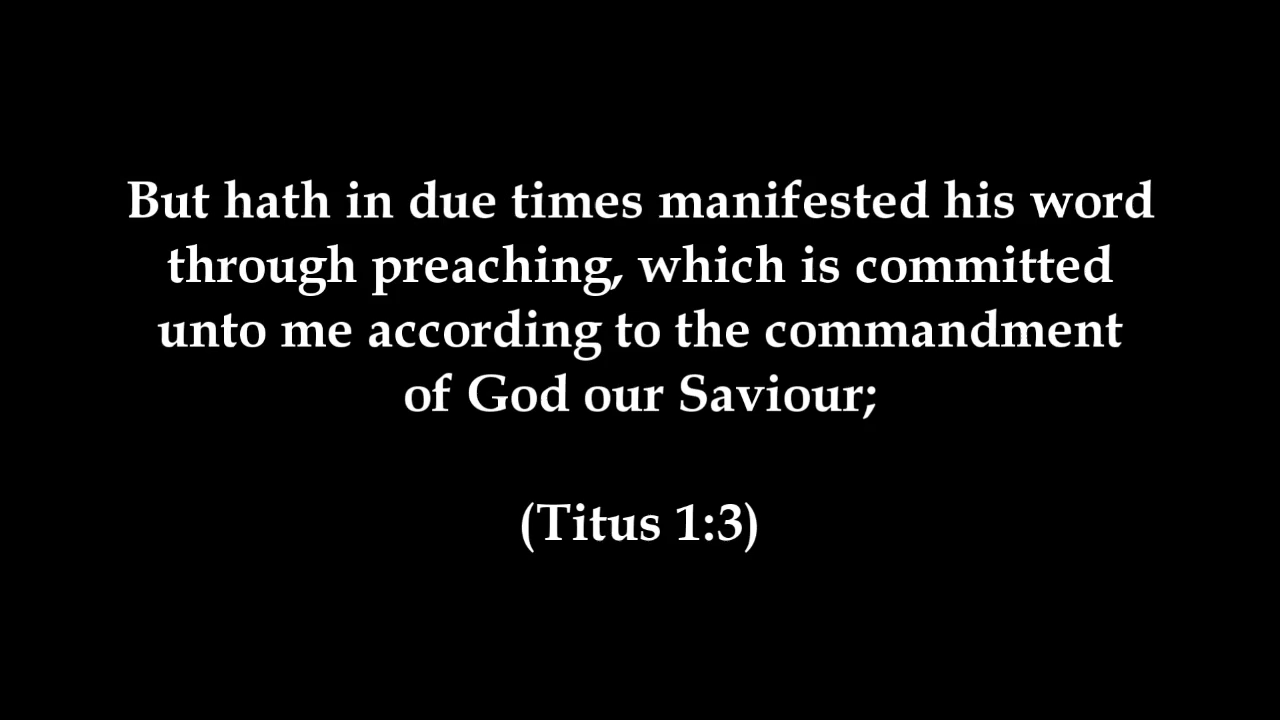 But hath in due times manifested his word
through preaching, which is committed
unto me according to the commandment
of God our Saviour;
(Titus 1:3)